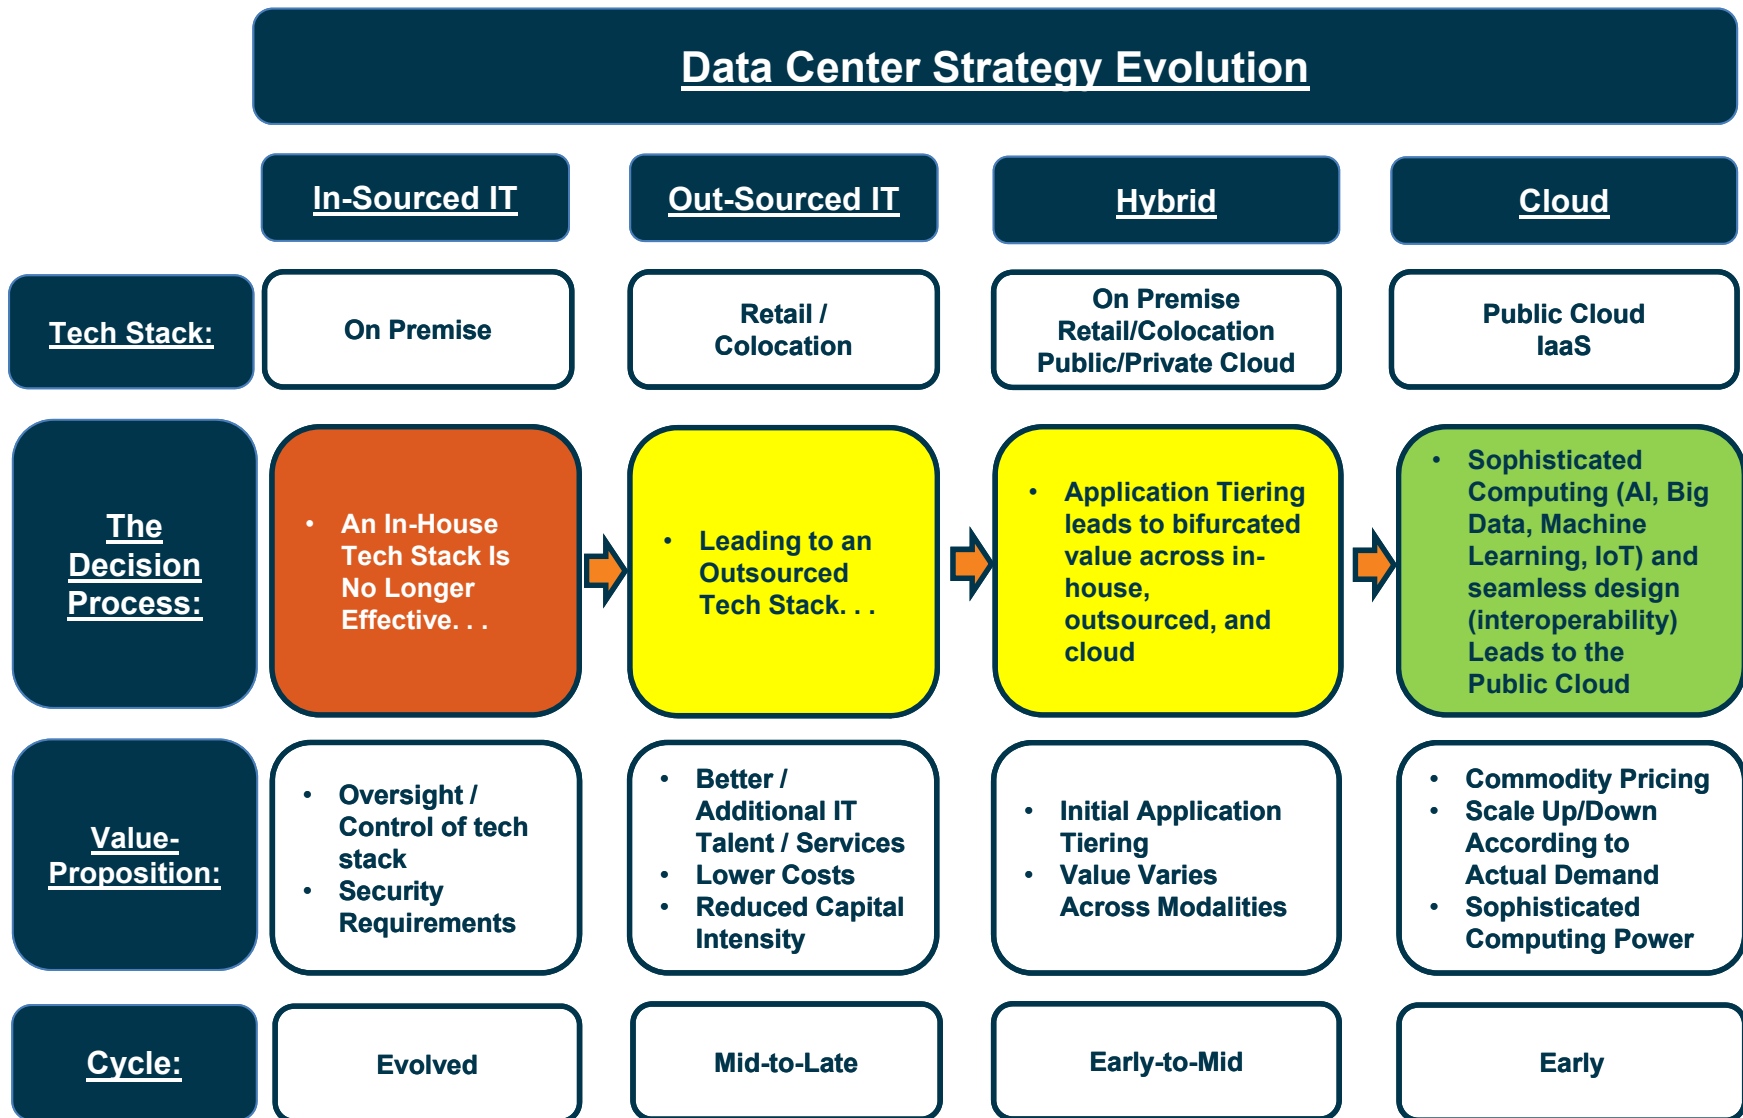 Data Center Strategy Evolution
In-Sourced IT
Out-Sourced IT
Hybrid
Cloud
Tech Stack:
On Premise
Retail /
Colocation
On Premise
Retail/Colocation
Public/Private Cloud
Public Cloud
IaaS
The
Decision
Process:
• An In-House
Tech Stack Is
No Longer
Effective. . .
• Leading to an
Outsourced
Tech Stack. . .
• Application Tiering
leads to bifurcated
value across in-
house,
outsourced, and
cloud
• Sophisticated
Computing (AI, Big
Data, Machine
Learning, IoT) and
seamless design
(interoperability)
Leads to the
Public Cloud
Value-
Proposition:
• Oversight /
Control of tech
stack
• Security
Requirements
• Better /
Additional IT
Talent / Services
• Lower Costs
• Reduced Capital
Intensity
• Initial Application
Tiering
• Value Varies
Across Modalities
• Commodity Pricing
• Scale Up/Down
According to
Actual Demand
• Sophisticated
Computing Power
Cycle:
Evolved
Mid-to-Late
Early-to-Mid
Early